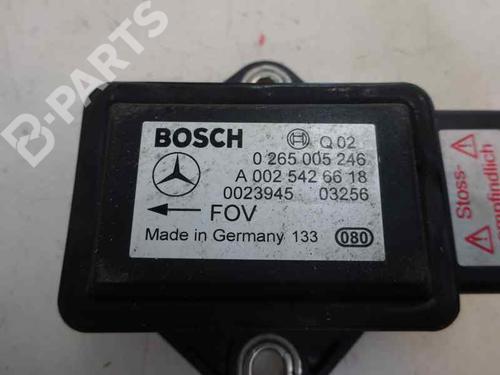 B-PARTS
BOSCH Q 02
0 265 005 246
A 002 542 66 18
0023945 03256
← FOV
Made in Germany 133 080
Stoss-
empfindlich